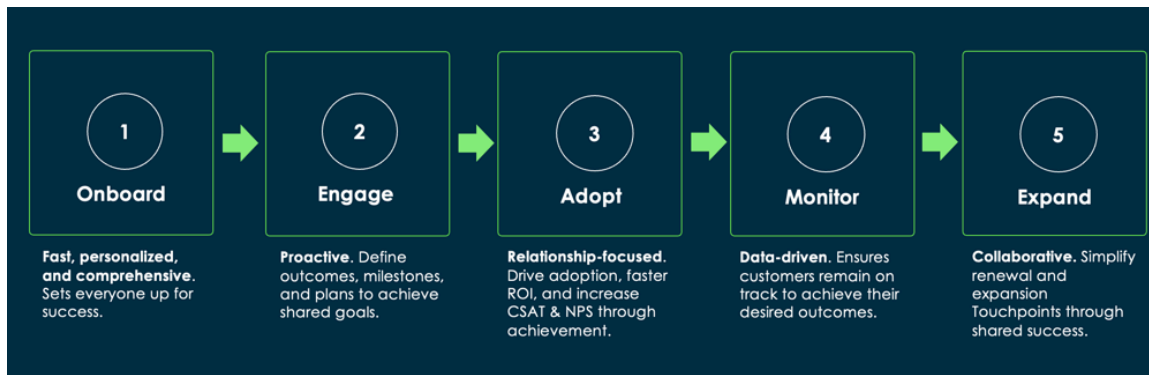 1
Onboard
Fast, personalized,
and comprehensive.
Sets everyone up for
success.
2
Engage
Proactive. Define
outcomes, milestones,
and plans to achieve
shared goals.
3
Adopt
Relationship-focused.
Drive adoption, faster
ROI, and increase
CSAT & NPS through
achievement.
4
Monitor
Data-driven. Ensures
customers remain on
track to achieve their
desired outcomes.
5
Expand
Collaborative. Simplify
renewal and
expansion
Touchpoints through
shared success.